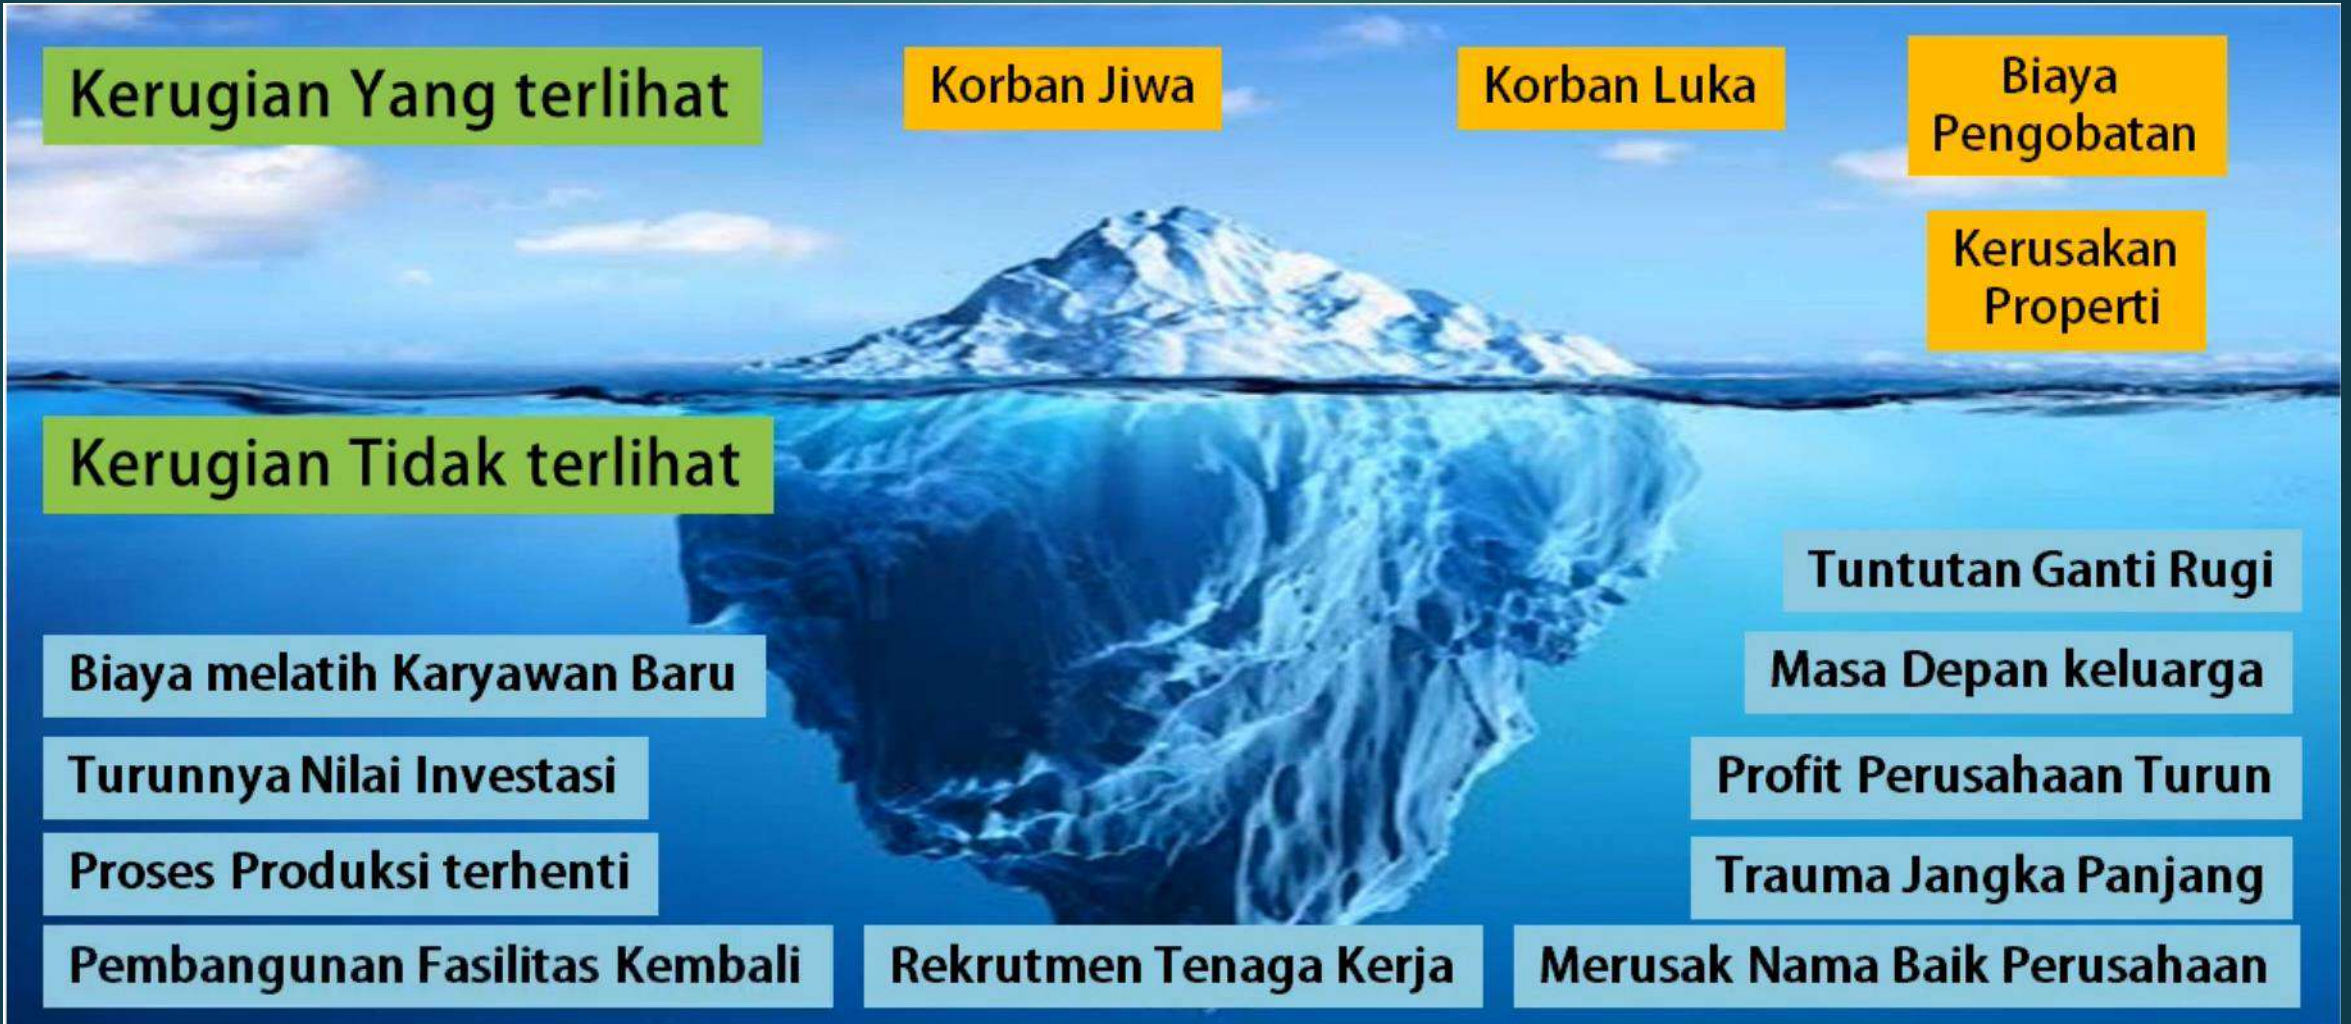 Kerugian Yang terlihat
Korban Jiwa
Korban Luka
Biaya
Pengobatan
Kerusakan
Properti
Kerugian Tidak terlihat
Biaya melatih Karyawan Baru
Turunnya Nilai Investasi
Proses Produksi terhenti
Pembangunan Fasilitas Kembali
Rekrutmen Tenaga Kerja
Tuntutan Ganti Rugi
Masa Depan keluarga
Profit Perusahaan Turun
Trauma Jangka Panjang
Merusak Nama Baik Perusahaan